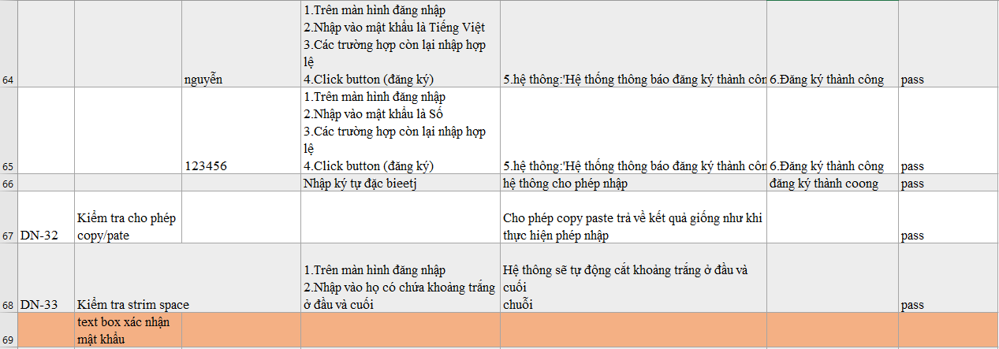 1.Trên màn hình đăng nhập
2.Nhập vào mật khẩu là Tiếng Việt
3.Các trường hợp còn lại nhập hợp
lệ
64 nguyễn 4.Click button (đăng ký) 5.hệ thông:'Hệ thống thông báo đăng ký thành côn 6.Đăng ký thành công pass
1.Trên màn hình đăng nhập
2.Nhập vào mật khẩu là Số
3.Các trường hợp còn lại nhập hợp
lệ
65 123456 4.Click button (đăng ký) 5.hệ thông:'Hệ thống thông báo đăng ký thành côn 6.Đăng ký thành công pass
66 Nhập ký tự đặc bieetj hệ thông cho phép nhập đăng ký thành coong pass
Kiểm tra cho phép Cho phép copy paste trả về kết quả giống như khi
67 DN-32 copy/pate thực hiện phép nhập pass
1.Trên màn hình đăng nhập Hệ thông sẽ tự động cắt khoảng trắng ở đầu và
2.Nhập vào họ có chứa khoảng trắng cuối
68 DN-33 Kiểm tra strim space ở đầu và cuối chuỗi pass
text box xác nhận
69 mật khẩu